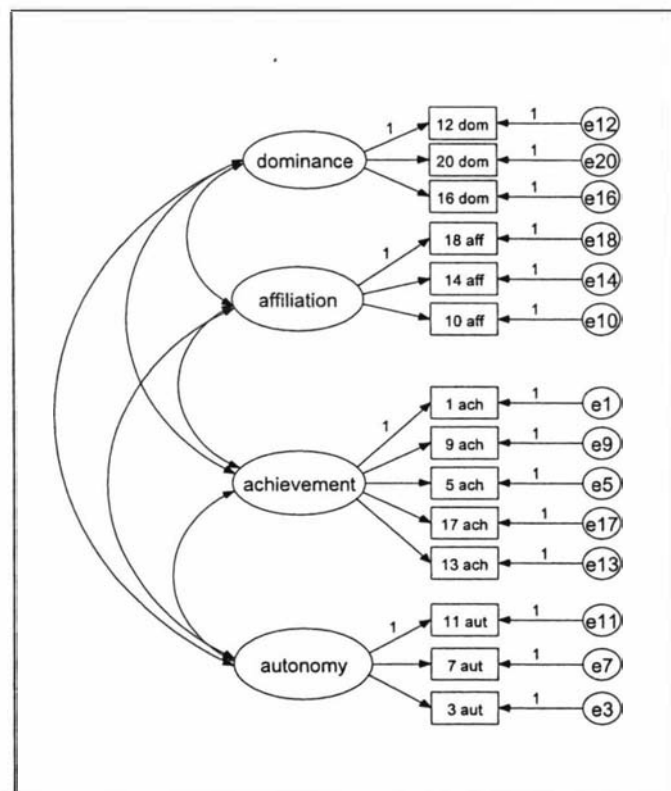 1 12 dom 1 e12
dominance 20 dom 1 e20
16 dom 1 e16
1 18 aff 1 e18
affiliation 14 aff 1 e14
10 aff 1 e10
1 1 ach 1 e1
9 ach 1 e9
achievement 5 ach 1 e5
17 ach 1 e17
13 ach 1 e13
1 11 aut 1 e11
autonomy 7 aut 1 e7
3 aut 1 e3